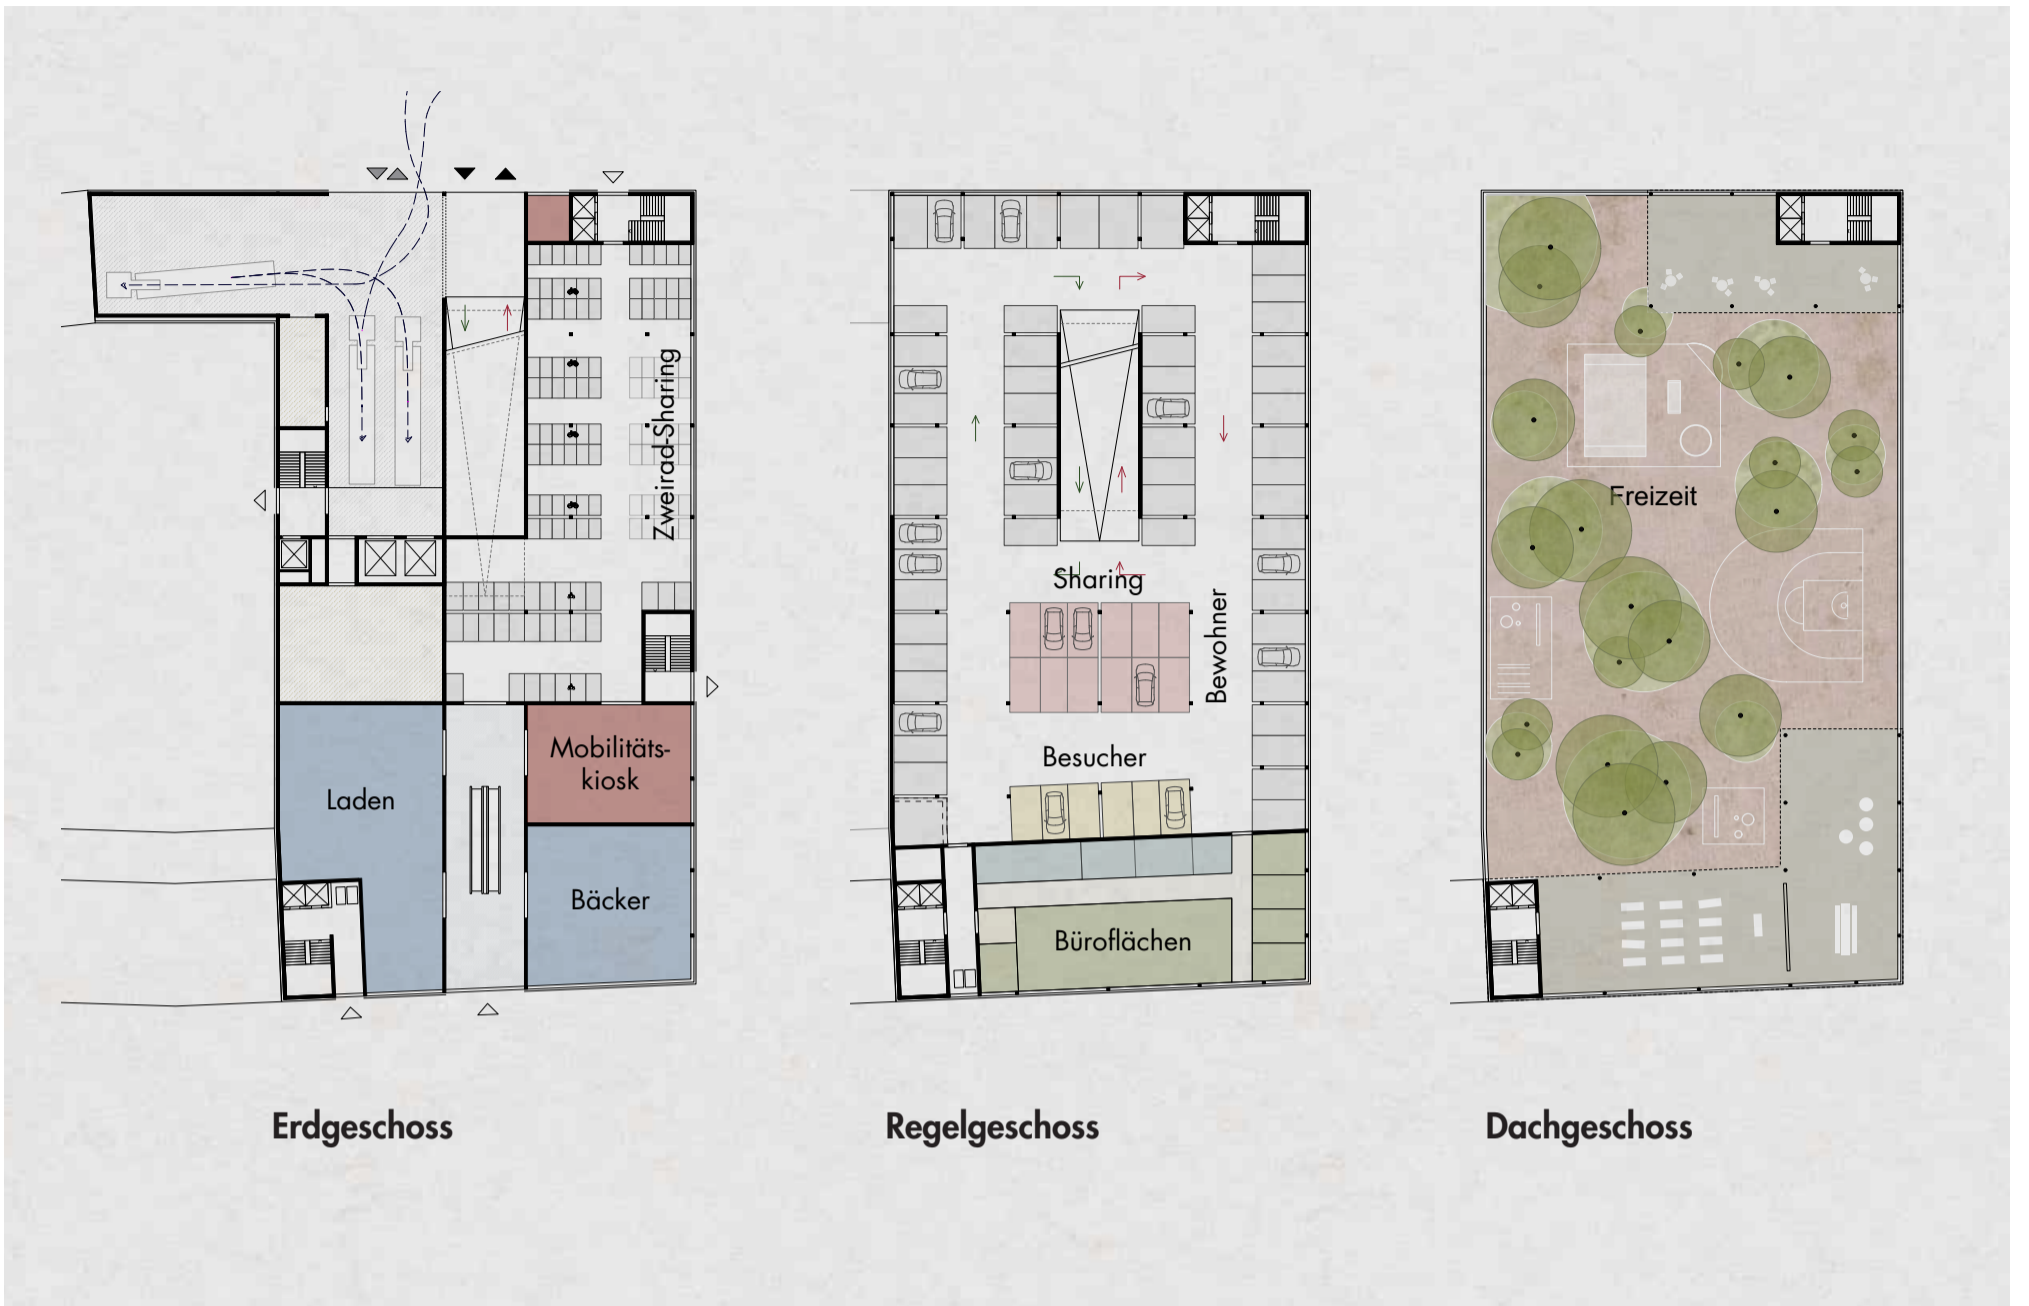 Zweirad-Sharing
Mobilitäts-
kiosk
Laden
Bäcker
Erdgeschoss
Sharing
Bewohner
Besucher
Büroflächen
Regelgeschoss
Freizeit
Dachgeschoss